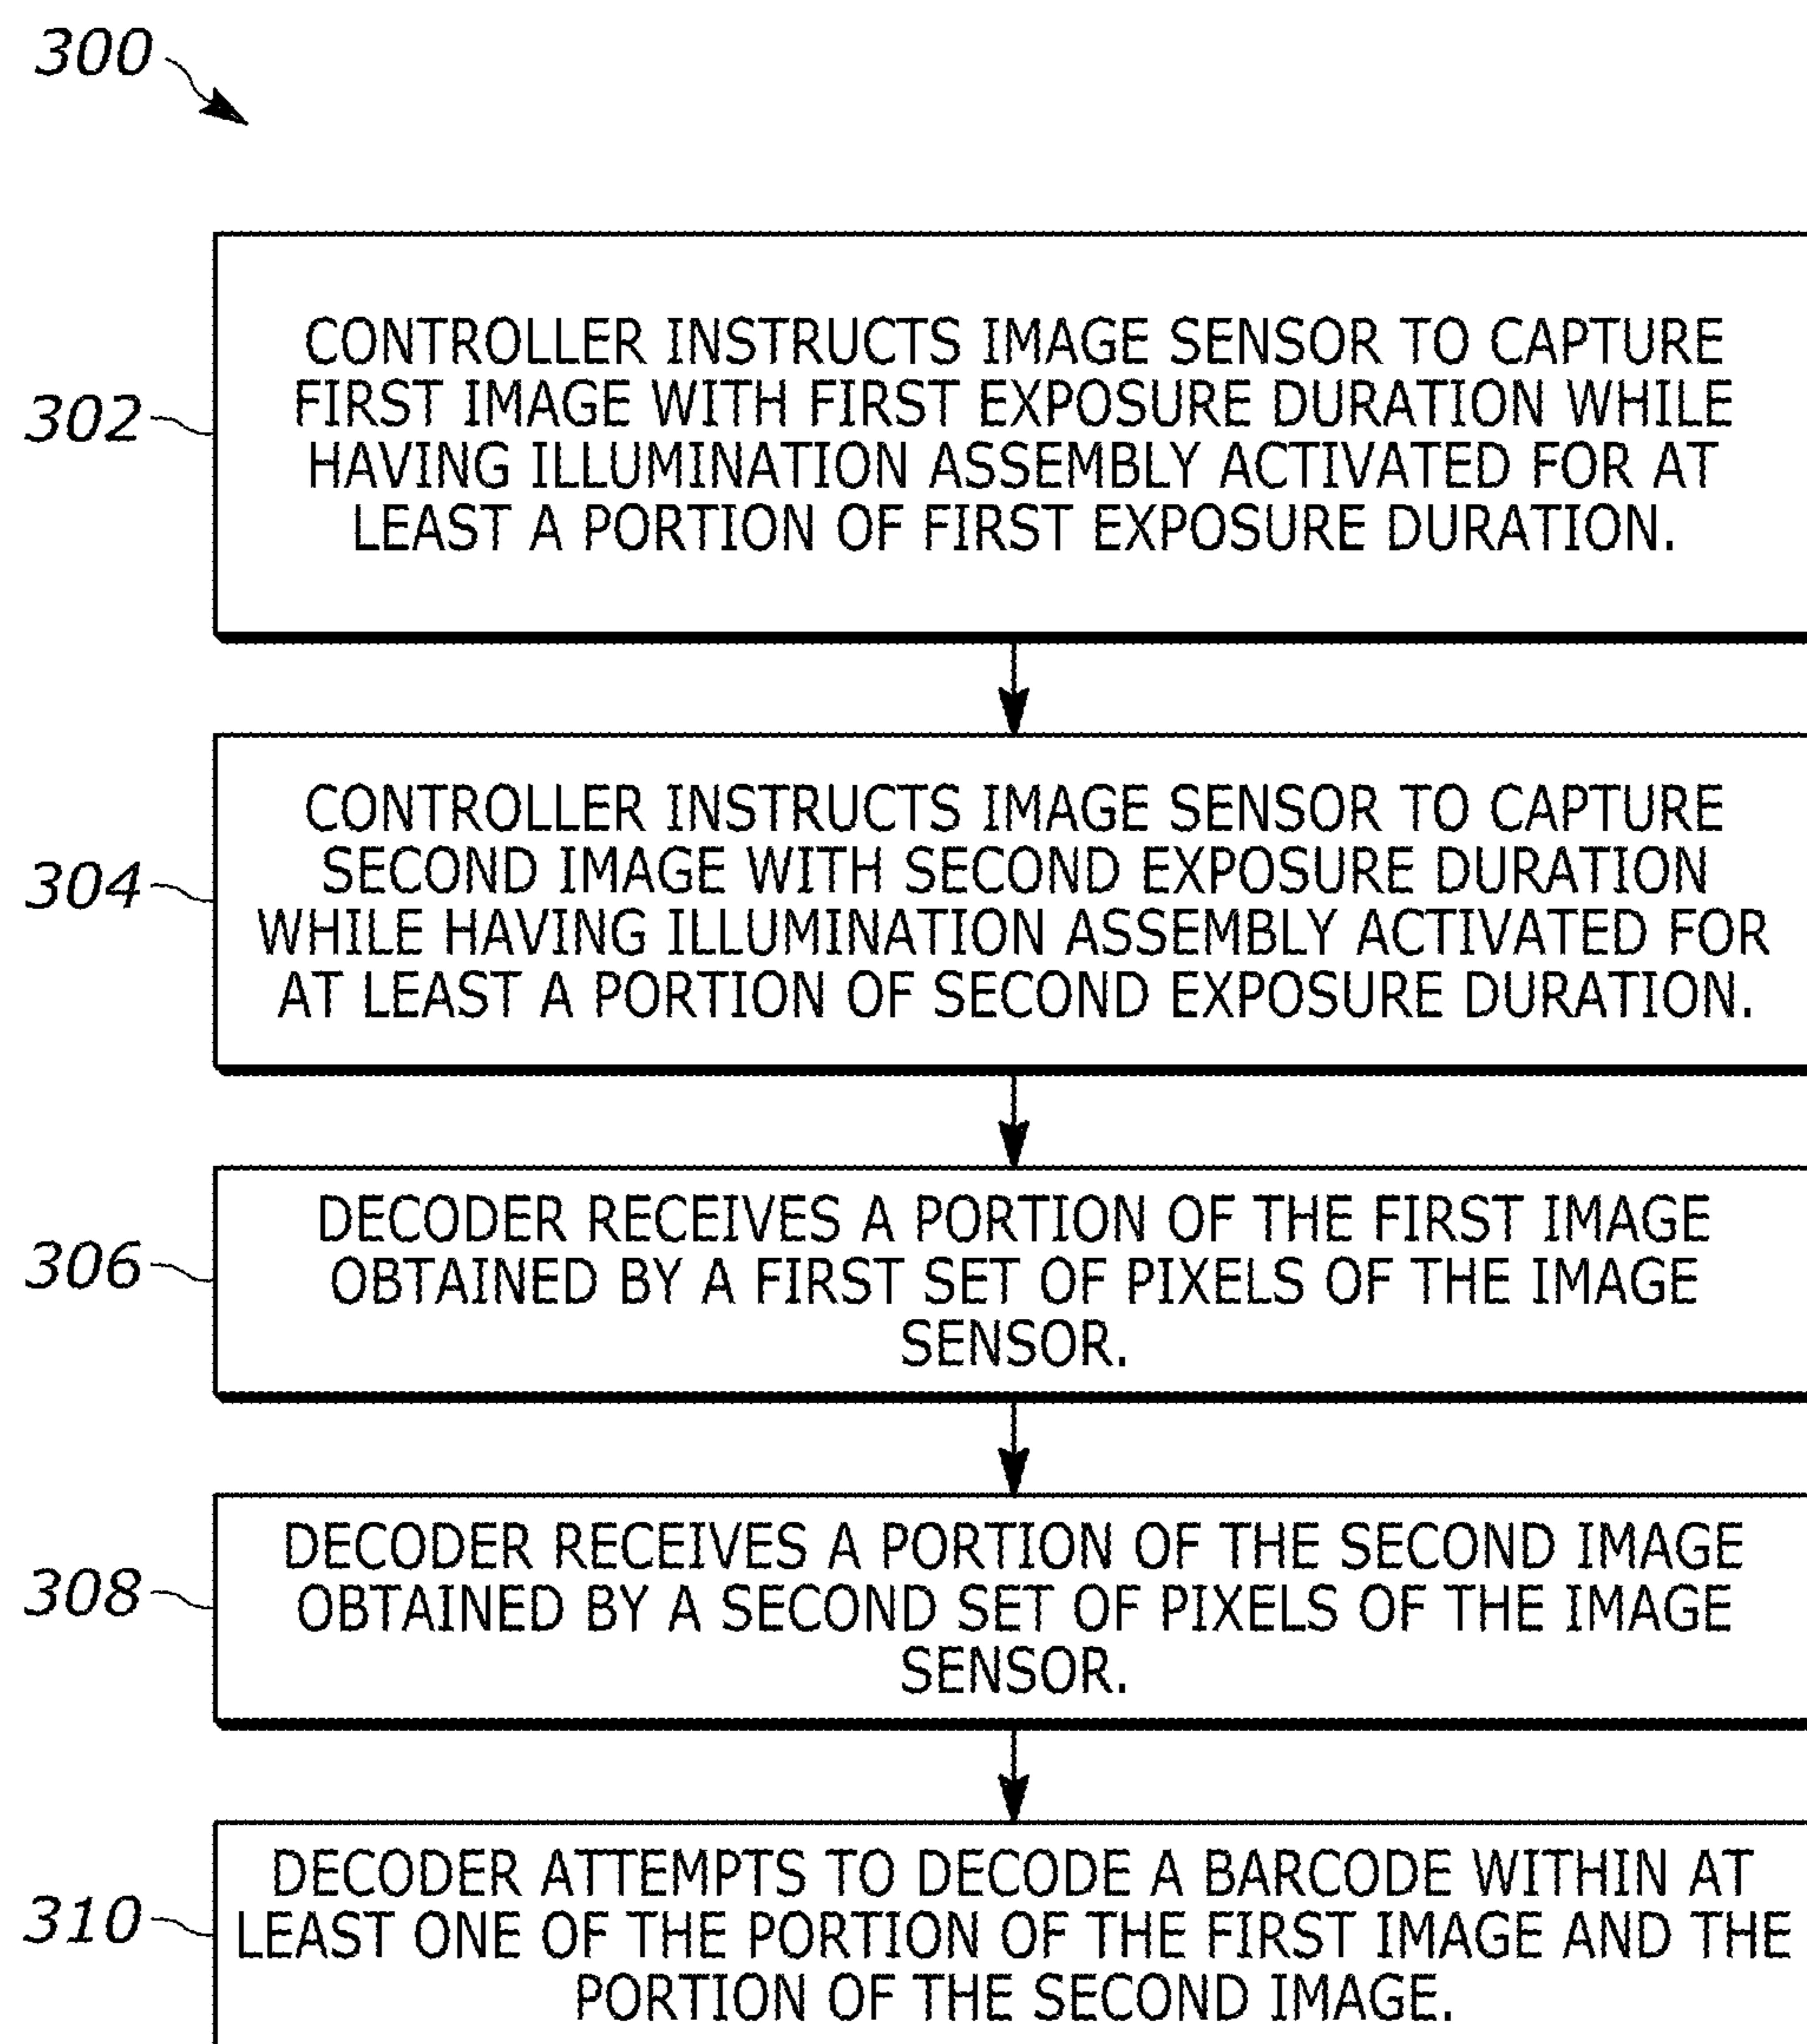 300
302
CONTROLLER INSTRUCTS IMAGE SENSOR TO CAPTURE
FIRST IMAGE WITH FIRST EXPOSURE DURATION WHILE
HAVING ILLUMINATION ASSEMBLY ACTIVATED FOR AT
LEAST A PORTION OF FIRST EXPOSURE DURATION.
304
CONTROLLER INSTRUCTS IMAGE SENSOR TO CAPTURE
SECOND IMAGE WITH SECOND EXPOSURE DURATION
WHILE HAVING ILLUMINATION ASSEMBLY ACTIVATED FOR
AT LEAST A PORTION OF SECOND EXPOSURE DURATION.
306
DECODER RECEIVES A PORTION OF THE FIRST IMAGE
OBTAINED BY A FIRST SET OF PIXELS OF THE IMAGE
SENSOR.
308
DECODER RECEIVES A PORTION OF THE SECOND IMAGE
OBTAINED BY A SECOND SET OF PIXELS OF THE IMAGE
SENSOR.
310
DECODER ATTEMPTS TO DECODE A BARCODE WITHIN AT
LEAST ONE OF THE PORTION OF THE FIRST IMAGE AND THE
PORTION OF THE SECOND IMAGE.